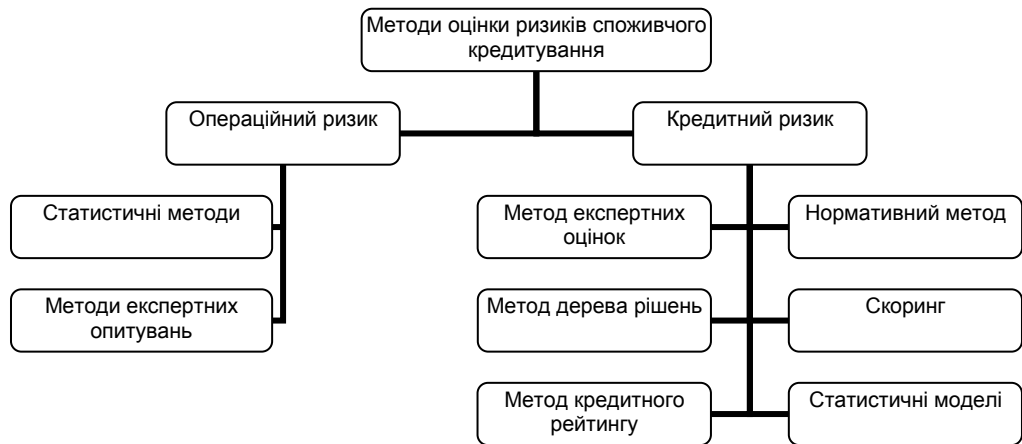 Методи оцінки ризиків споживчого
кредитування
Операційний ризик
Кредитний ризик
Статистичні методи
Методи експертних
опитувань
Метод експертних
оцінок
Нормативний метод
Метод дерева рішень
Скоринг
Метод кредитного
рейтингу
Статистичні моделі